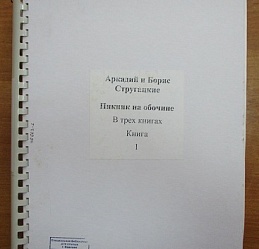 Аркадий и Борис
Стругацкие
Пикник на обочине
В трех книгах
Книга
1